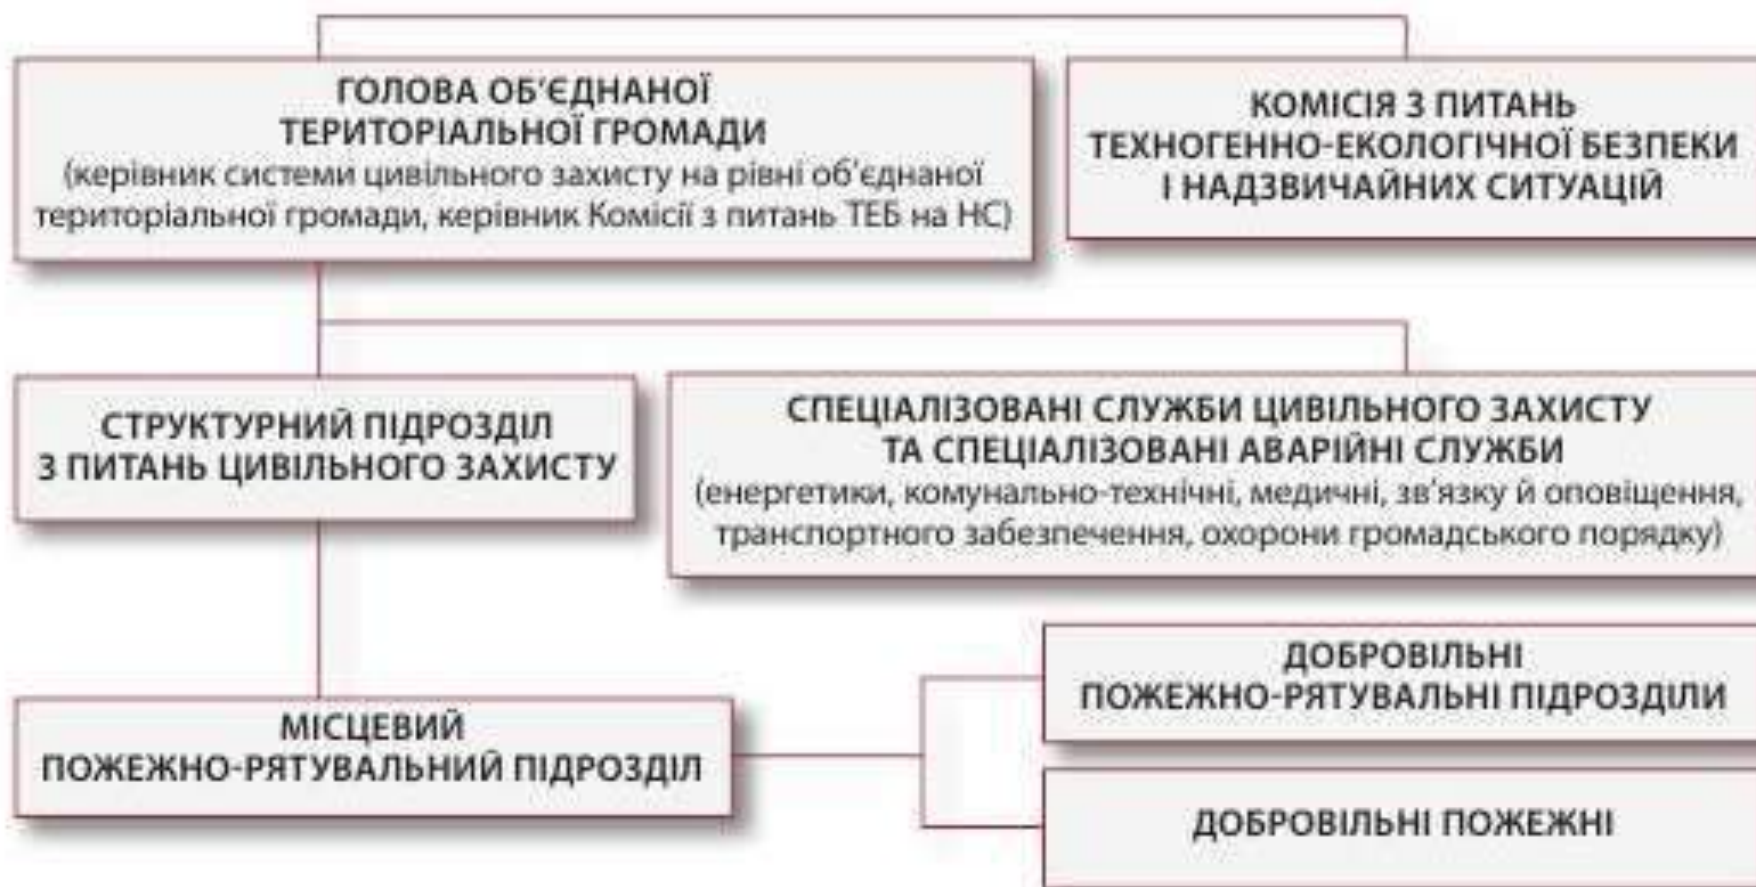 ГОЛОВА ОБ'ЄДНАНОЇ
ТЕРИТОРІАЛЬНОЇ ГРОМАДИ
(керівник системи цивільного захисту на рівні об'єднаної
територіальної громади, керівник Комісії з питань ТЕБ на НС)
КОМІСІЯ З ПИТАНЬ
ТЕХНОГЕННО-ЕКОЛОГІЧНОЇ БЕЗПЕКИ
І НАДЗВИЧАЙНИХ СИТУАЦІЙ
СТРУКТУРНИЙ ПІДРОЗДІЛ
З ПИТАНЬ ЦИВІЛЬНОГО ЗАХИСТУ
СПЕЦІАЛІЗОВАНІ СЛУЖБИ ЦИВІЛЬНОГО ЗАХИСТУ
ТА СПЕЦІАЛІЗОВАНІ АВАРІЙНІ СЛУЖБИ
(енергетики, комунально-технічні, медичні, зв'язку й оповіщення,
транспортного забезпечення, охорони громадського порядку)
МІСЦЕВИЙ
ПОЖЕЖНО-РЯТУВАЛЬНИЙ ПІДРОЗДІЛ
ДОБРОВІЛЬНІ
ПОЖЕЖНО-РЯТУВАЛЬНІ ПІДРОЗДІЛИ
ДОБРОВІЛЬНІ ПОЖЕЖНІ